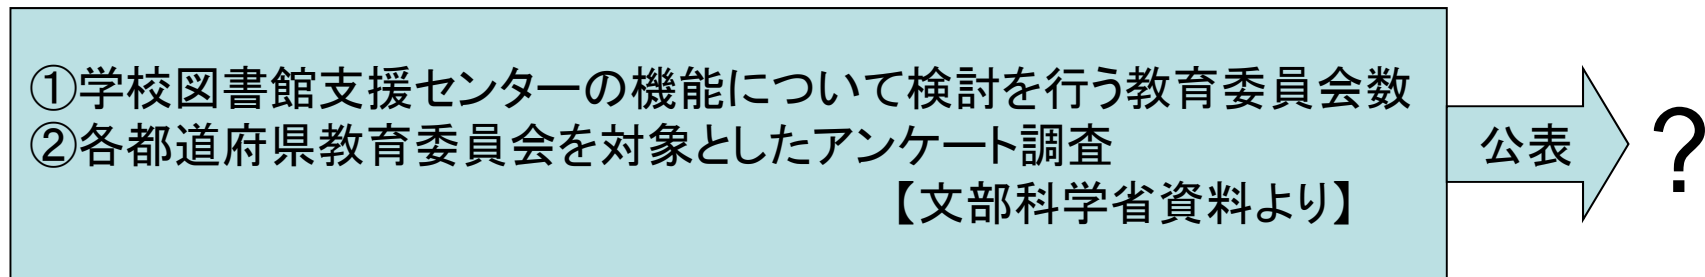 ①学校図書館支援センターの機能について検討を行う教育委員会数
②各都道府県教育委員会を対象としたアンケート調査
【文部科学省資料より】
公表
?